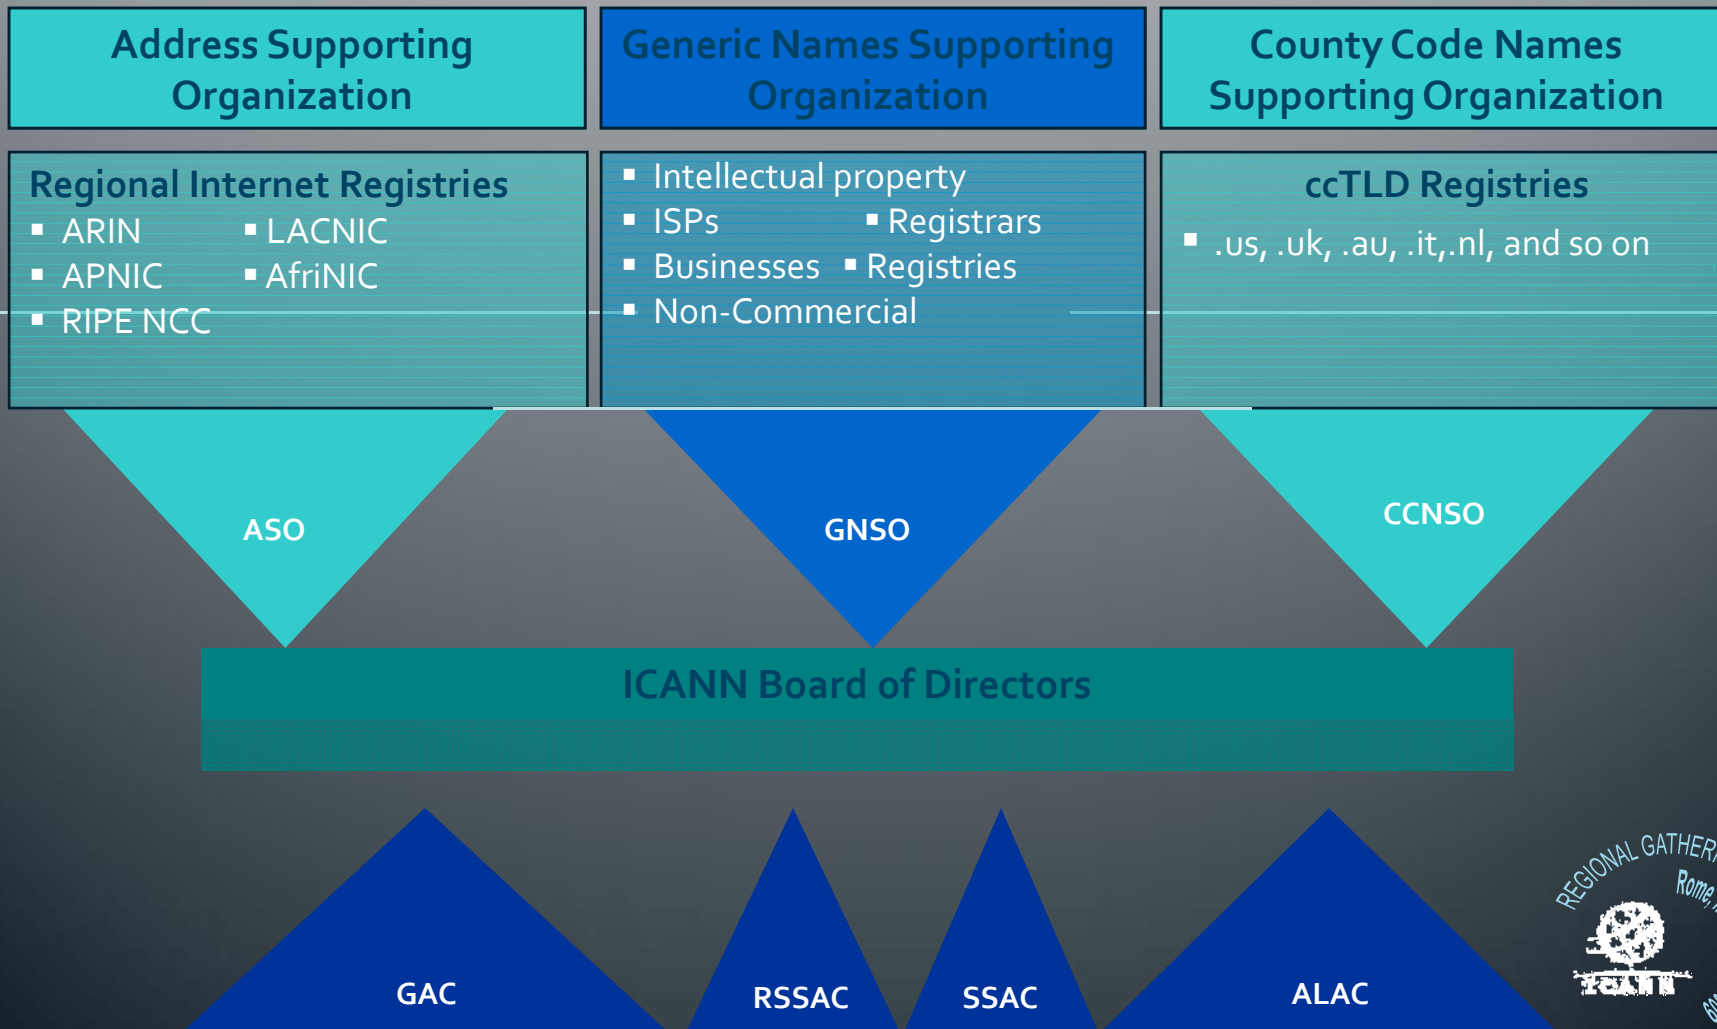 Address Supporting
Organization
Generic Names Supporting
Organization
County Code Names
Supporting Organization
Regional Internet Registries
▪ ARIN ▪ LACNIC
▪ APNIC ▪ AfriNIC
▪ RIPE NCC
▪ Intellectual property
▪ ISPs ▪ Registrars
▪ Businesses ▪ Registries
▪ Non-Commercial
ccTLD Registries
▪ .us, .uk, .au, .it,.nl, and so on
ASO
GNSO
CCNSO
ICANN Board of Directors
GAC
RSSAC
SSAC
ALAC
REGIONAL
Rome,
ICANN